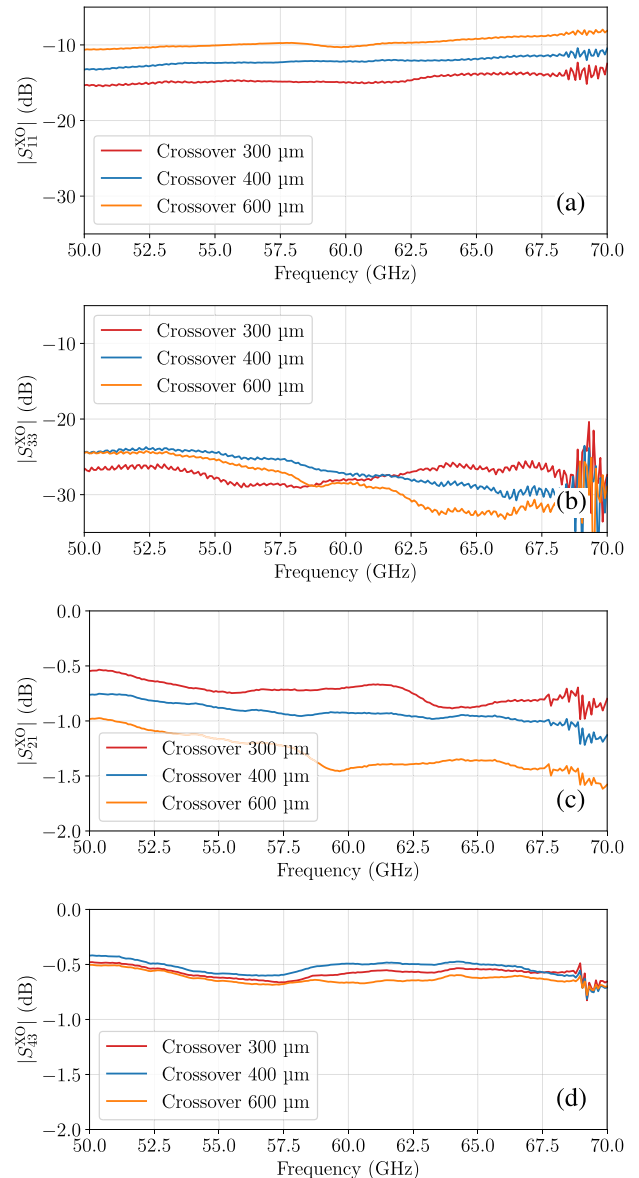 −10
−20
−30
|S₁₁^XO| (dB)
Crossover 300 µm
Crossover 400 µm
Crossover 600 µm
(a)
50.0 52.5 55.0 57.5 60.0 62.5 65.0 67.5 70.0
Frequency (GHz)
−10
−20
−30
|S₃₃^XO| (dB)
Crossover 300 µm
Crossover 400 µm
Crossover 600 µm
(b)
50.0 52.5 55.0 57.5 60.0 62.5 65.0 67.5 70.0
Frequency (GHz)
0.0
−0.5
−1.0
−1.5
−2.0
|S₂₁^XO| (dB)
Crossover 300 µm
Crossover 400 µm
Crossover 600 µm
(c)
50.0 52.5 55.0 57.5 60.0 62.5 65.0 67.5 70.0
Frequency (GHz)
0.0
−0.5
−1.0
−1.5
−2.0
|S₄₃^XO| (dB)
Crossover 300 µm
Crossover 400 µm
Crossover 600 µm
(d)
50.0 52.5 55.0 57.5 60.0 62.5 65.0 67.5 70.0
Frequency (GHz)